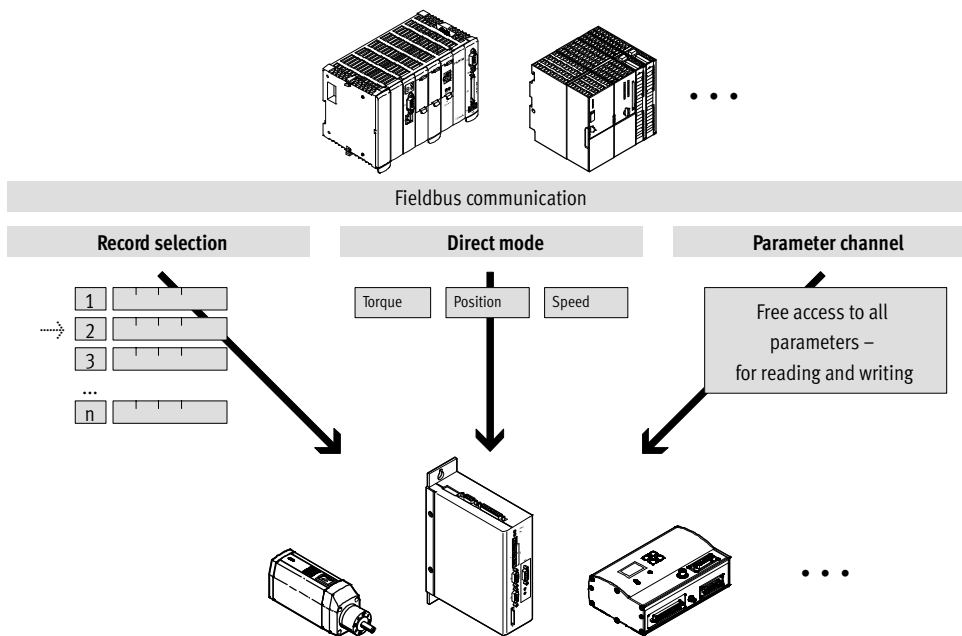 Fieldbus communication
Record selection
Direct mode
Parameter channel
1
2
3
...
n
Torque
Position
Speed
Free access to all
parameters –
for reading and writing